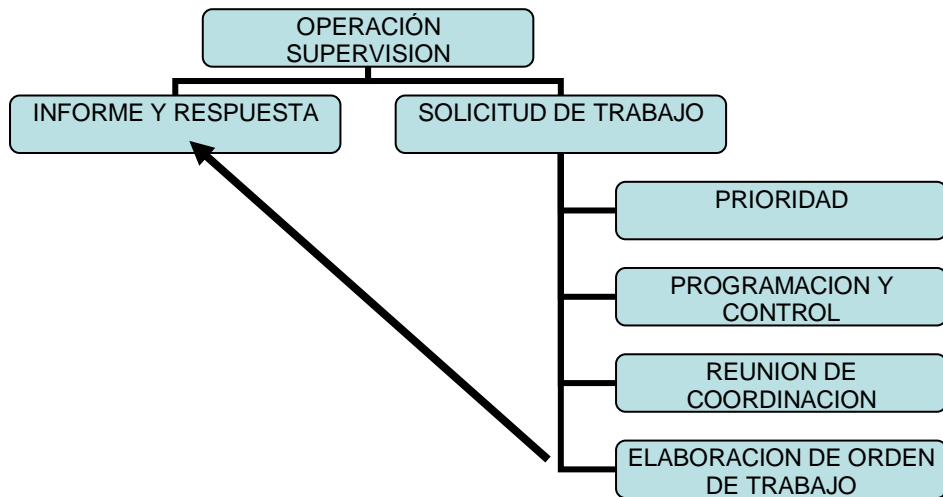 OPERACIÓN
SUPERVISION
INFORME Y RESPUESTA
SOLICITUD DE TRABAJO
PRIORIDAD
PROGRAMACION Y
CONTROL
REUNION DE
COORDINACION
ELABORACION DE ORDEN
DE TRABAJO